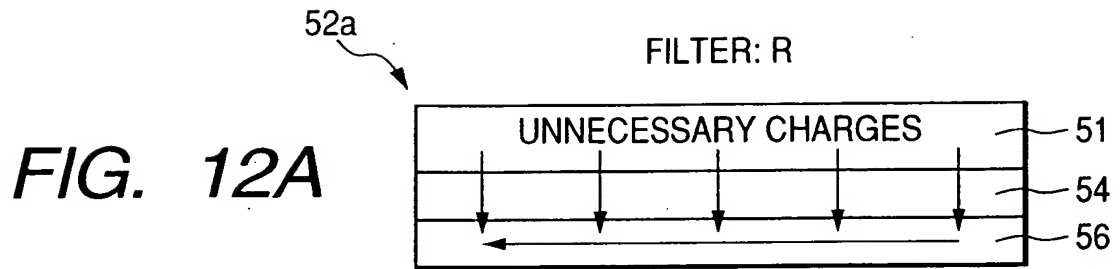 52a
FILTER: R
UNNECESSARY CHARGES
51
FIG. 12A
54
56